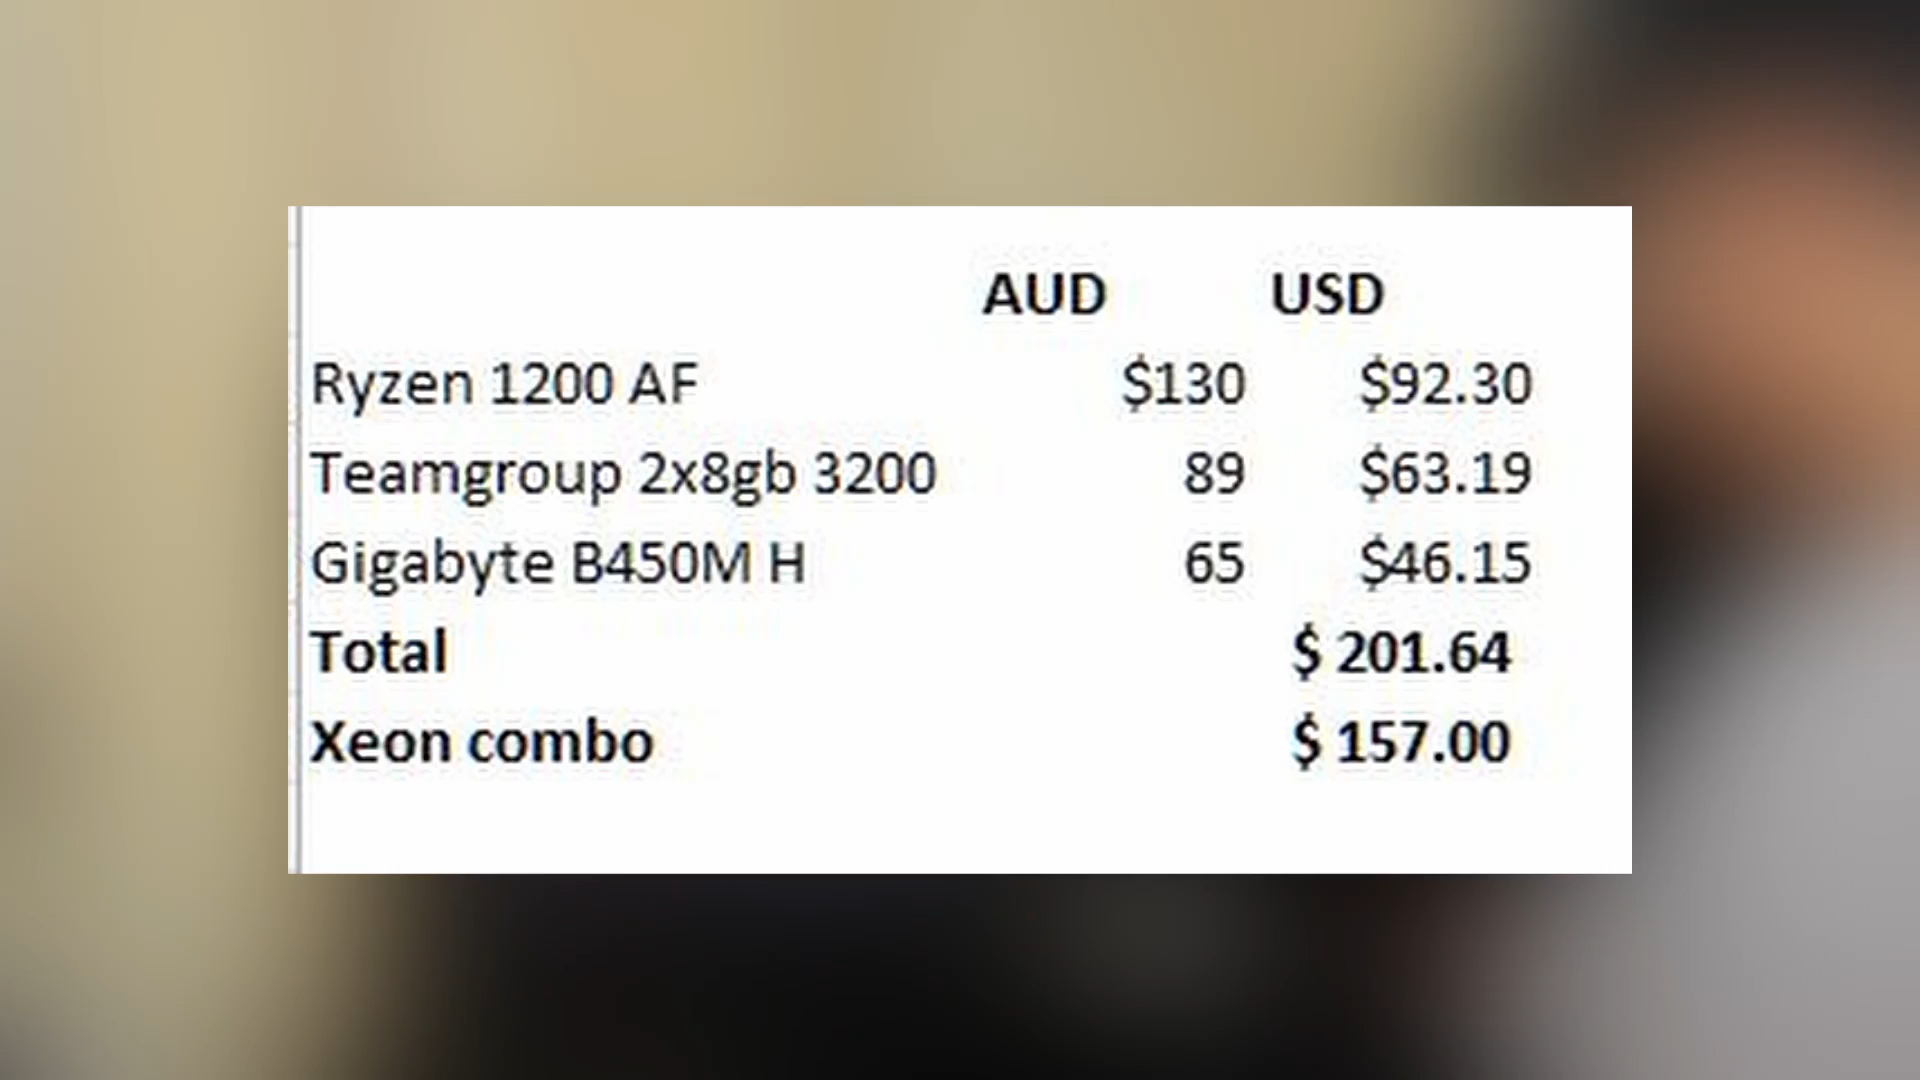 AUD USD
Ryzen 1200 AF $130 $92.30
Teamgroup 2x8gb 3200 89 $63.19
Gigabyte B450M H 65 $46.15
Total $ 201.64
Xeon combo $ 157.00